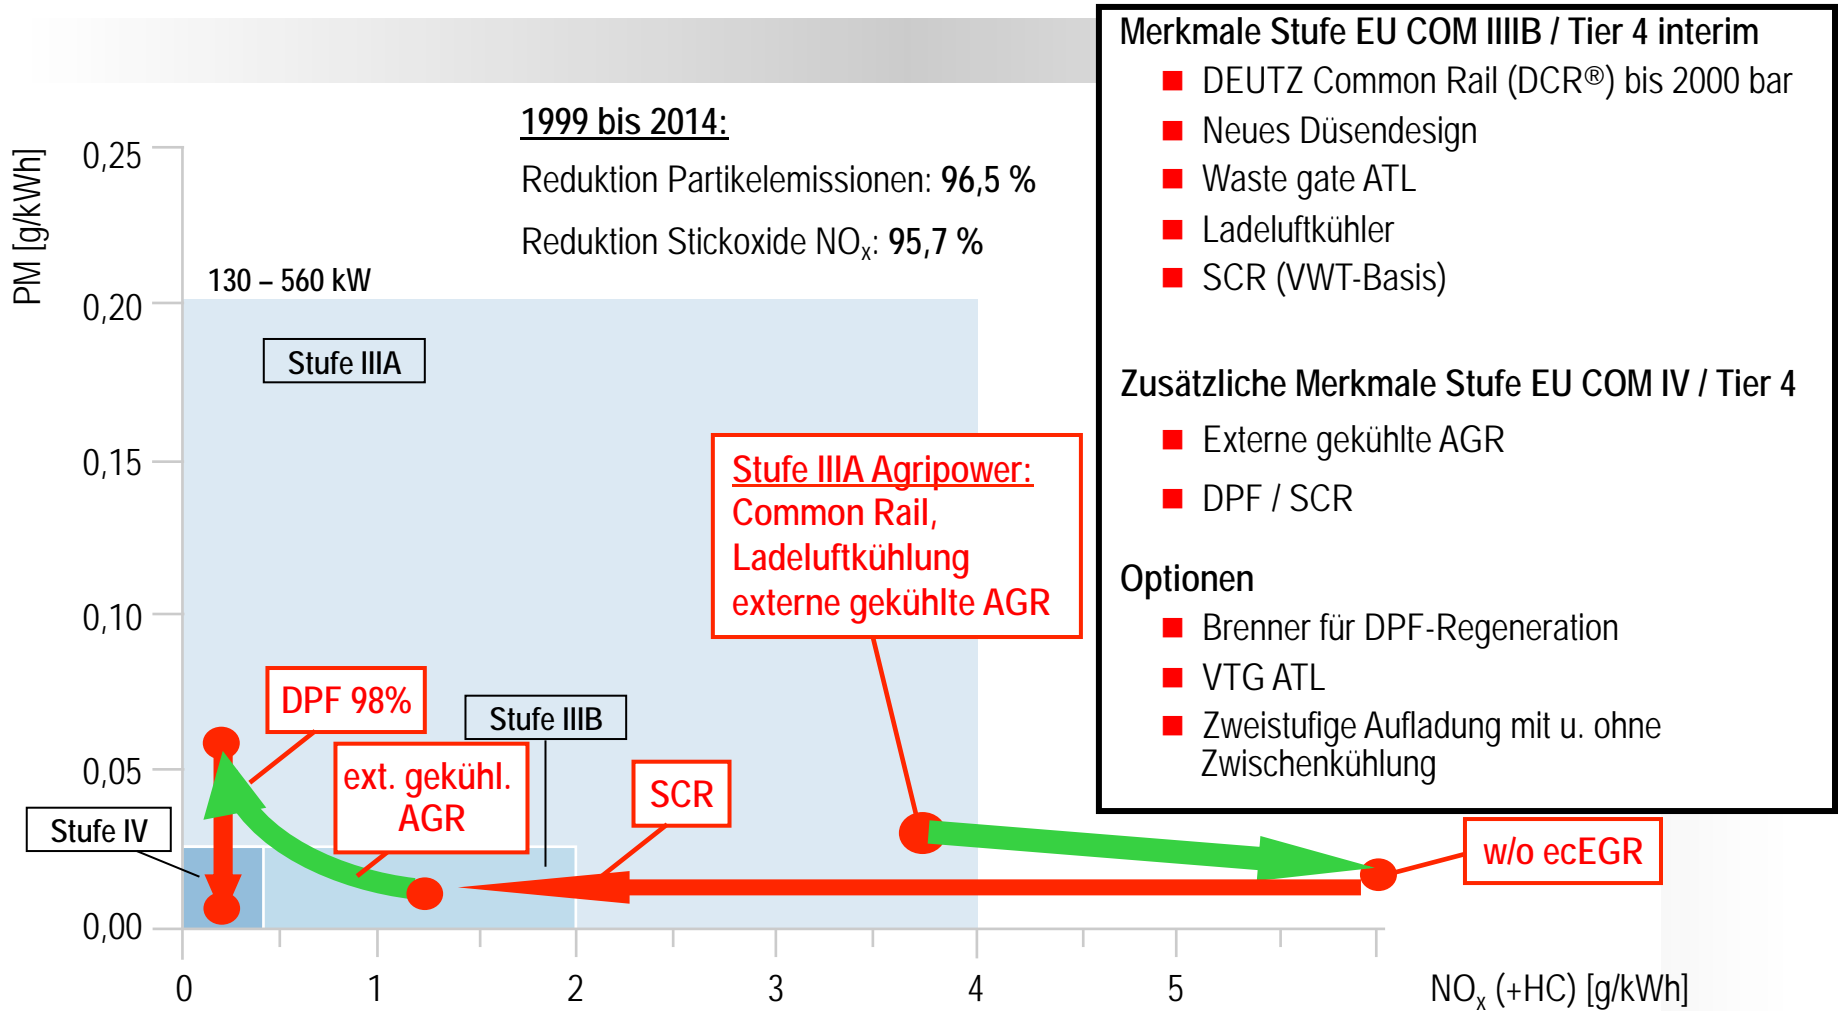 Merkmale Stufe EU COM IIIIB / Tier 4 interim
DEUTZ Common Rail (DCR®) bis 2000 bar
Neues Düsendesign
Waste gate ATL
Ladeluftkühler
SCR (VWT-Basis)
Zusätzliche Merkmale Stufe EU COM IV / Tier 4
Externe gekühlte AGR
DPF / SCR
Optionen
Brenner für DPF-Regeneration
VTG ATL
Zweistufige Aufladung mit u. ohne
Zwischenkühlung
1999 bis 2014:
Reduktion Partikelemissionen: 96,5 %
Reduktion Stickoxide NOx: 95,7 %
PM [g/kWh]
0,25
0,20
0,15
0,10
0,05
0,00
130 – 560 kW
Stufe IIIA
Stufe IIIA Agripower:
Common Rail,
Ladeluftkühlung
externe gekühlte AGR
DPF 98%
Stufe IIIB
ext. gekühl.
AGR
SCR
Stufe IV
w/o ecEGR
0
1
2
3
4
5
NOx (+HC) [g/kWh]